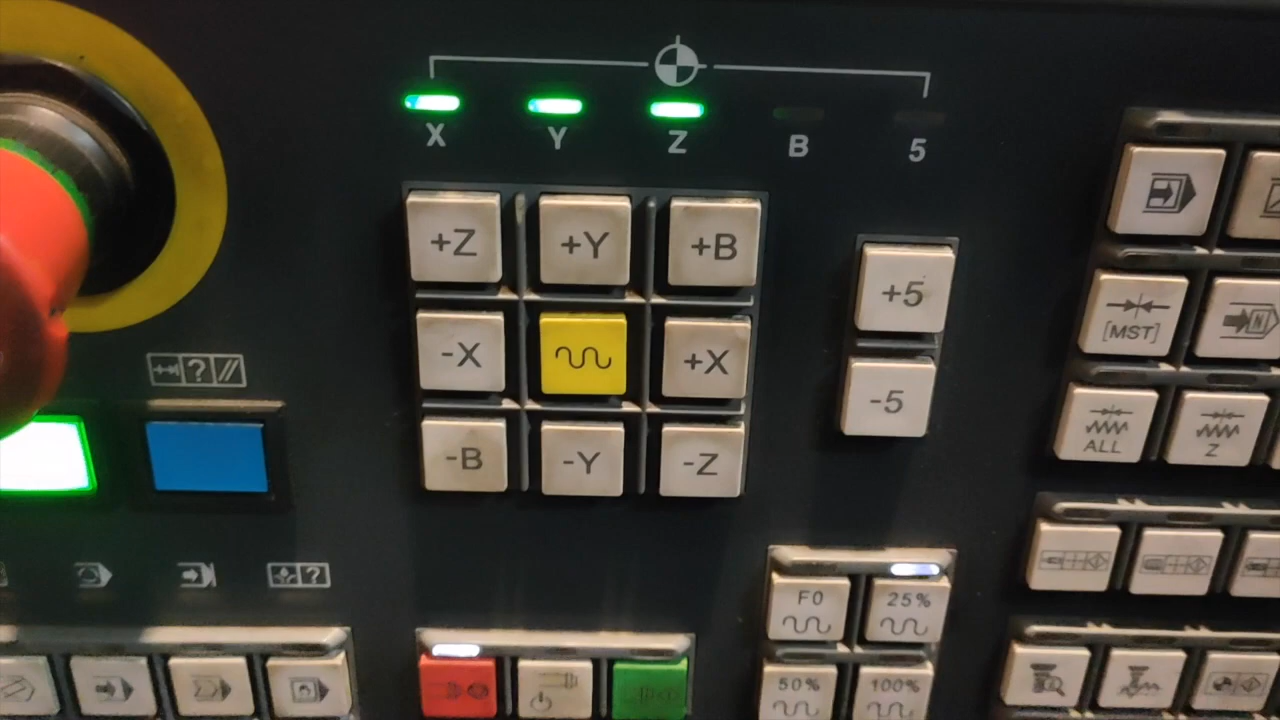 X Y Z B 5
+Z +Y +B
+5
-X +X
[MST]
N
-5
?//
ALL Z
-B -Y -Z
?
F0 25%
50% 100%